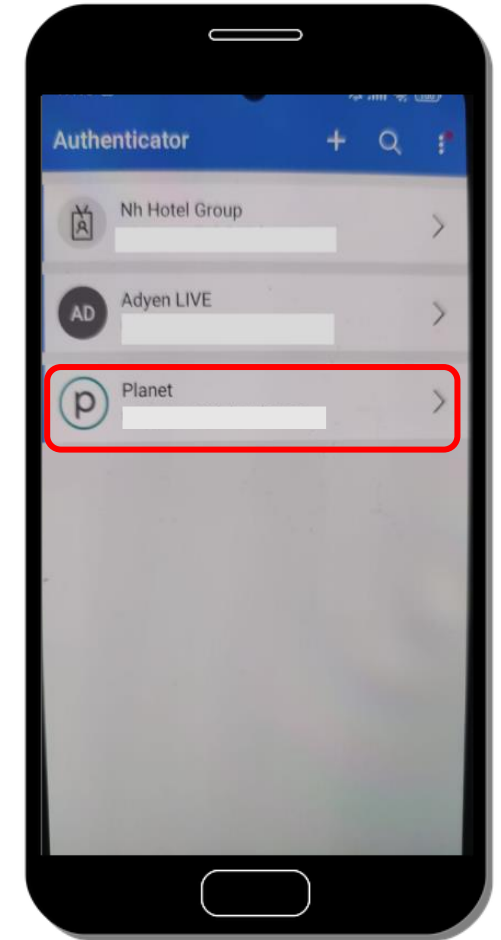 Authenticator
Nh Hotel Group
AD
Adyen LIVE
p
Planet